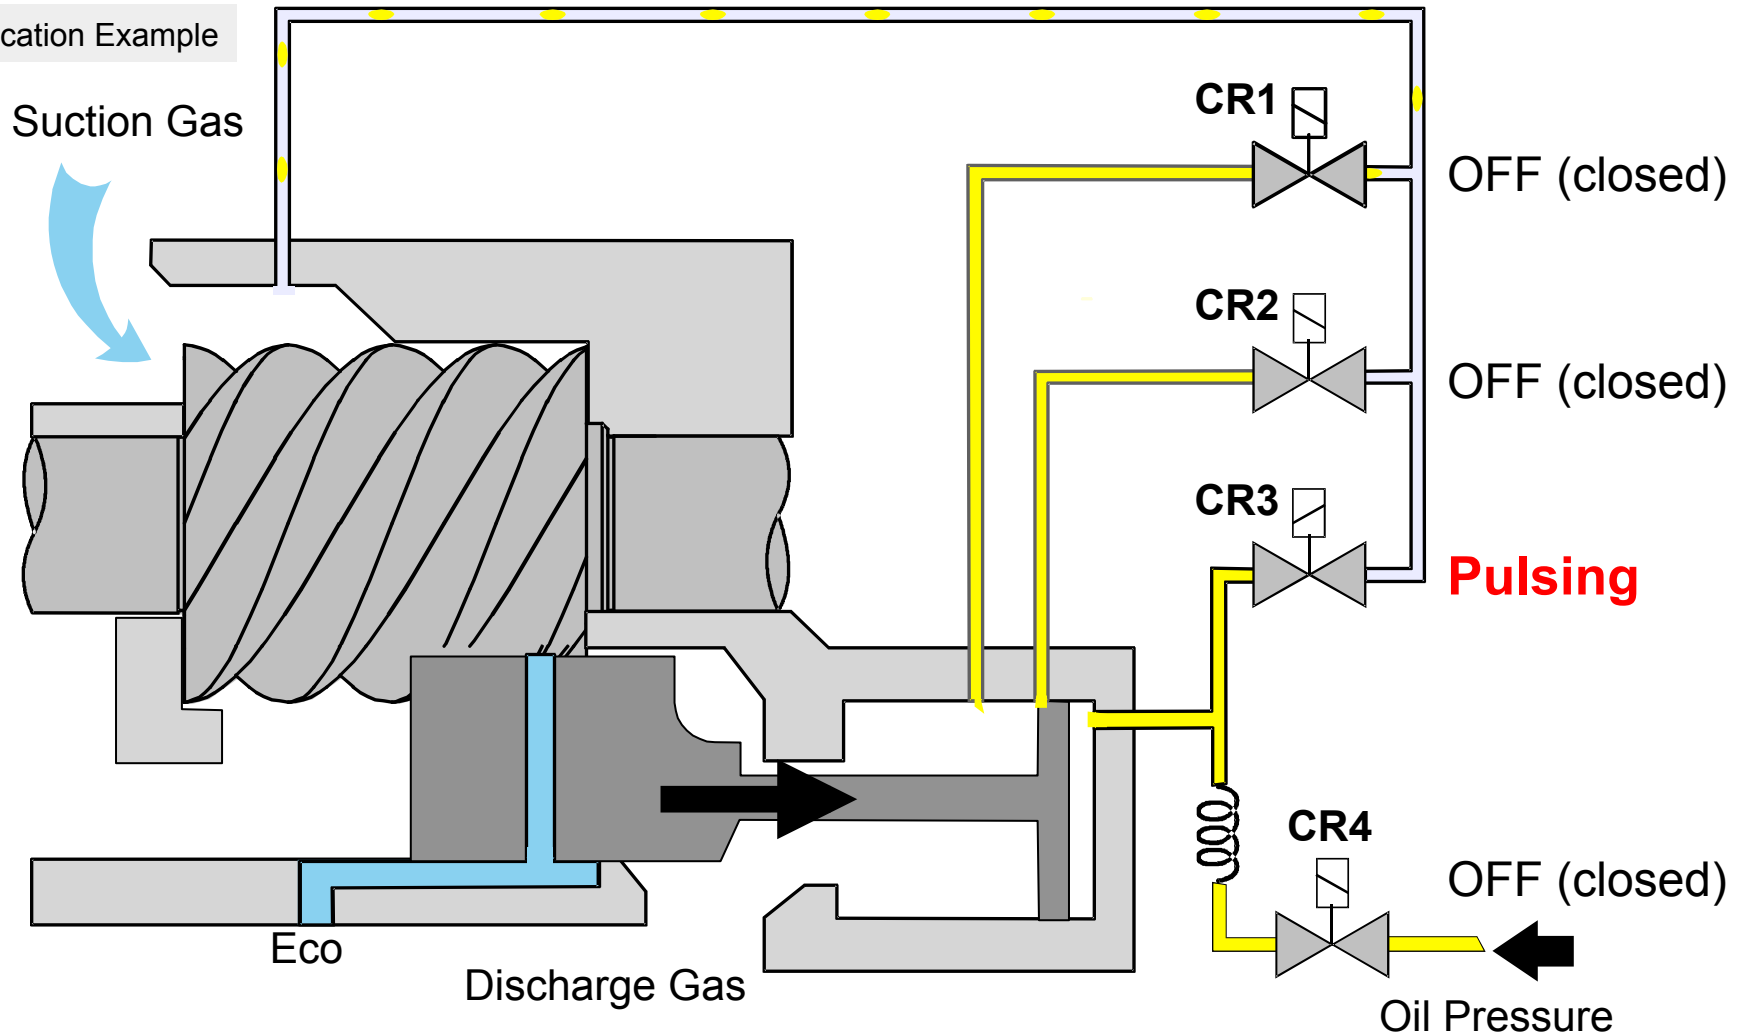 cation Example
Suction Gas
CR1
OFF (closed)
CR2
OFF (closed)
CR3
Pulsing
CR4
OFF (closed)
Eco
Discharge Gas
Oil Pressure